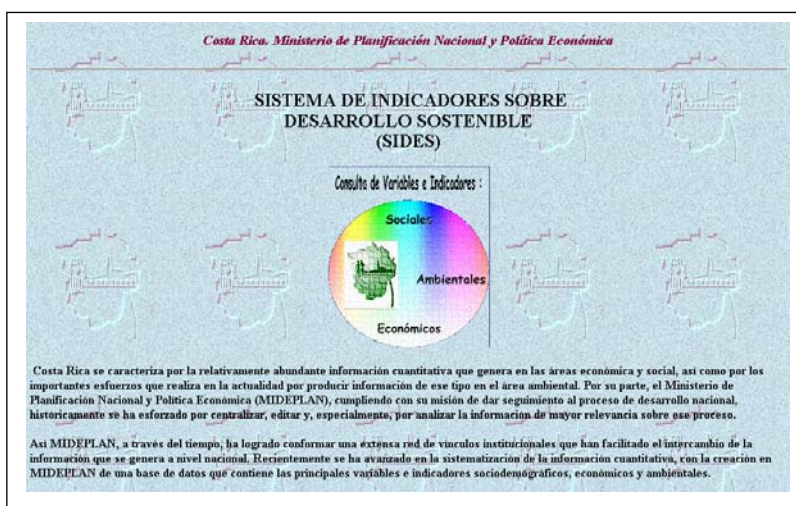 Costa Rica. Ministerio de Planificación Nacional y Política Económica
SISTEMA DE INDICADORES SOBRE
DESARROLLO SOSTENIBLE
(SIDES)
Consulta de Variables e Indicadores :
Sociales
Ambientales
Económicos
Costa Rica se caracteriza por la relativamente abundante información cuantitativa que genera en las áreas económica y social, así como por los
importantes esfuerzos que realiza en la actualidad por producir información de ese tipo en el área ambiental. Por su parte, el Ministerio de
Planificación Nacional y Política Económica (MIDEPLAN), cumpliendo con su misión de dar seguimiento al proceso de desarrollo nacional,
históricamente se ha esforzado por centralizar, editar y, especialmente, por analizar la información de mayor relevancia sobre ese proceso.
Así MIDEPLAN, a través del tiempo, ha logrado conformar una extensa red de vínculos institucionales que han facilitado el intercambio de la
información que se genera a nivel nacional. Recientemente se ha avanzado en la sistematización de la información cuantitativa, con la creación en
MIDEPLAN de una base de datos que contiene las principales variables e indicadores sociodemográficos, económicos y ambientales.